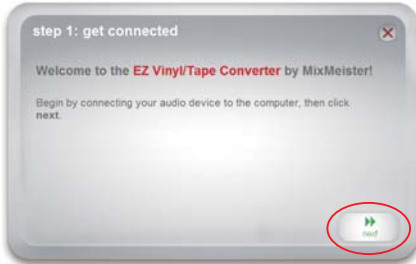 step 1: get connected
Welcome to the EZ Vinyl/Tape Converter by MixMeister!
Begin by connecting your audio device to the computer, then click
next.
next